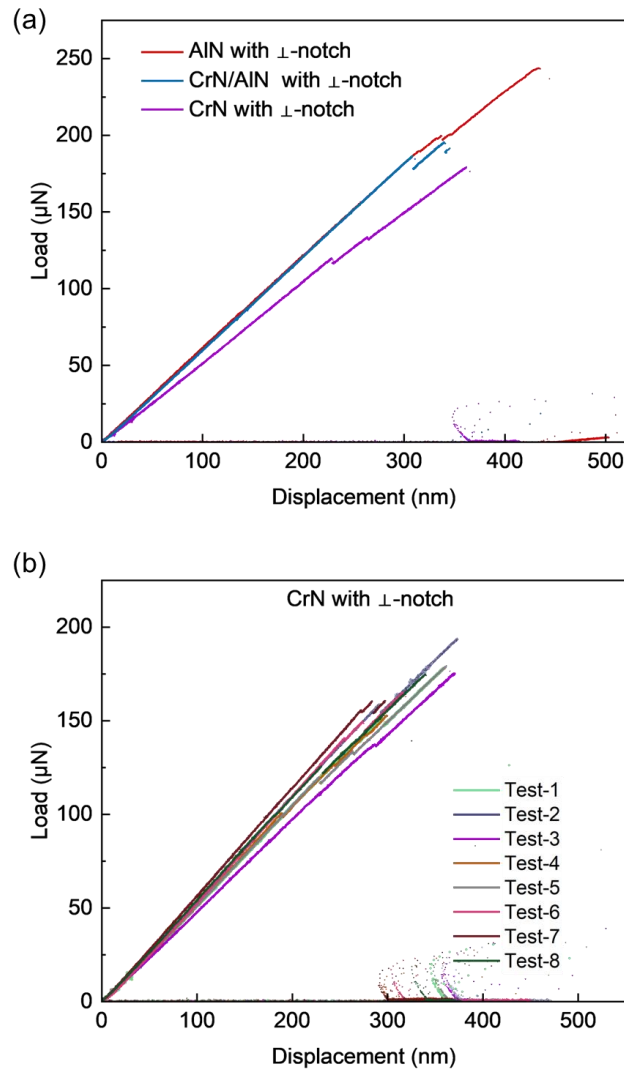 (a)
AlN with ⊥-notch
CrN/AlN with ⊥-notch
CrN with ⊥-notch
250
200
150
100
50
0
Load (μN)
0 100 200 300 400 500
Displacement (nm)
(b)
CrN with ⊥-notch
200
150
100
50
0
Load (μN)
Test-1
Test-2
Test-3
Test-4
Test-5
Test-6
Test-7
Test-8
0 100 200 300 400 500
Displacement (nm)